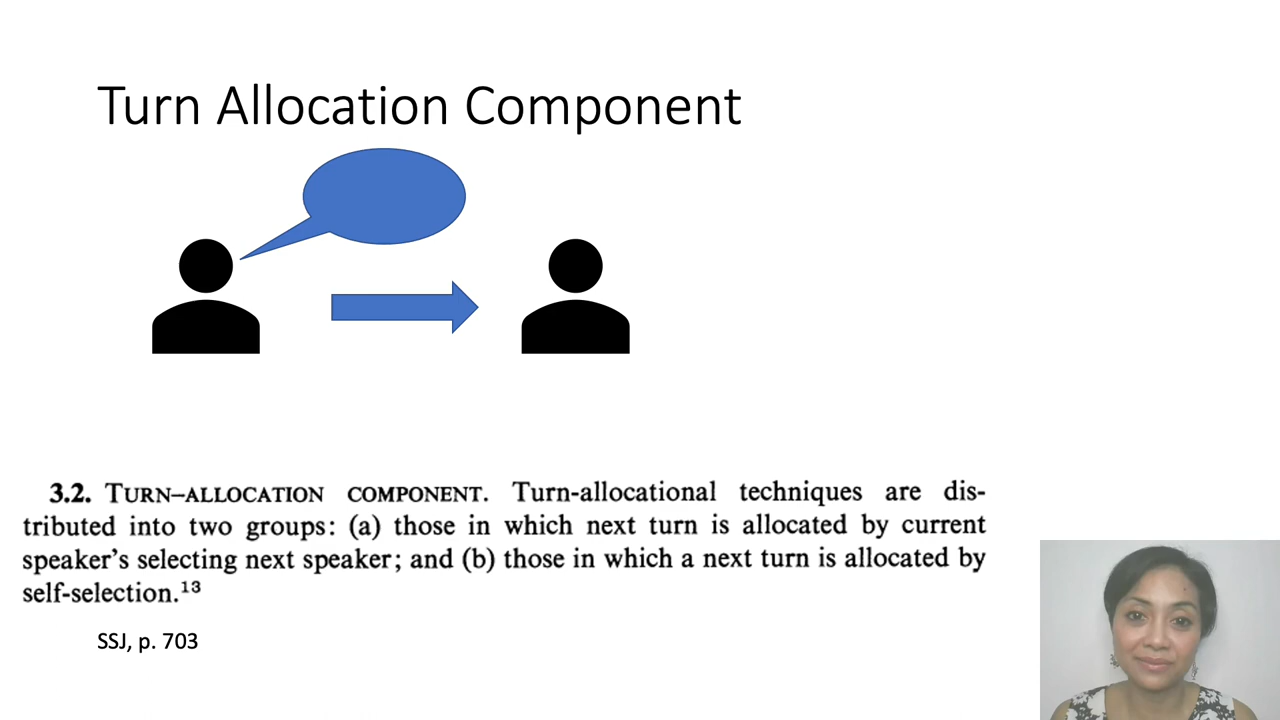 Turn Allocation Component
3.2. TURN–ALLOCATION COMPONENT. Turn-allocational techniques are dis-
tributed into two groups: (a) those in which next turn is allocated by current
speaker's selecting next speaker; and (b) those in which a next turn is allocated by
self-selection.¹³
SSJ, p. 703